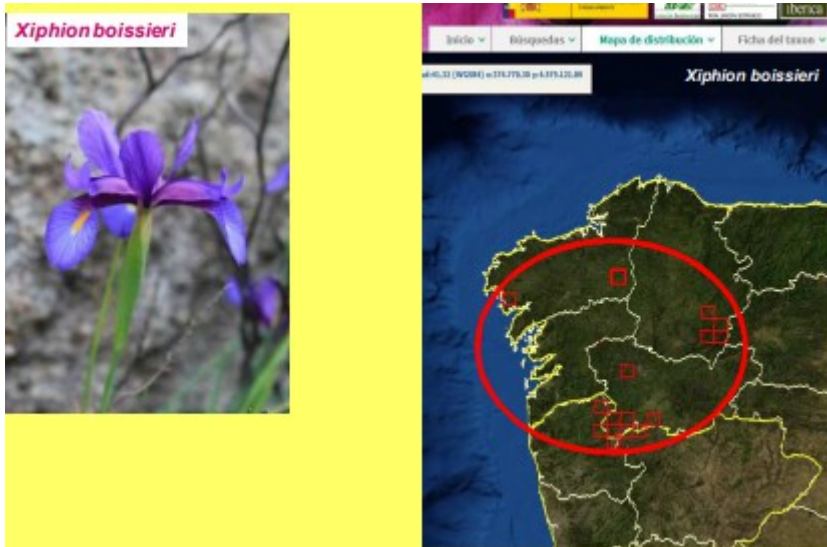 Xiphion boissieri
iberica
Inicio
Búsquedas
Mapa de distribución
Ficha del taxon
Xiphion boissieri